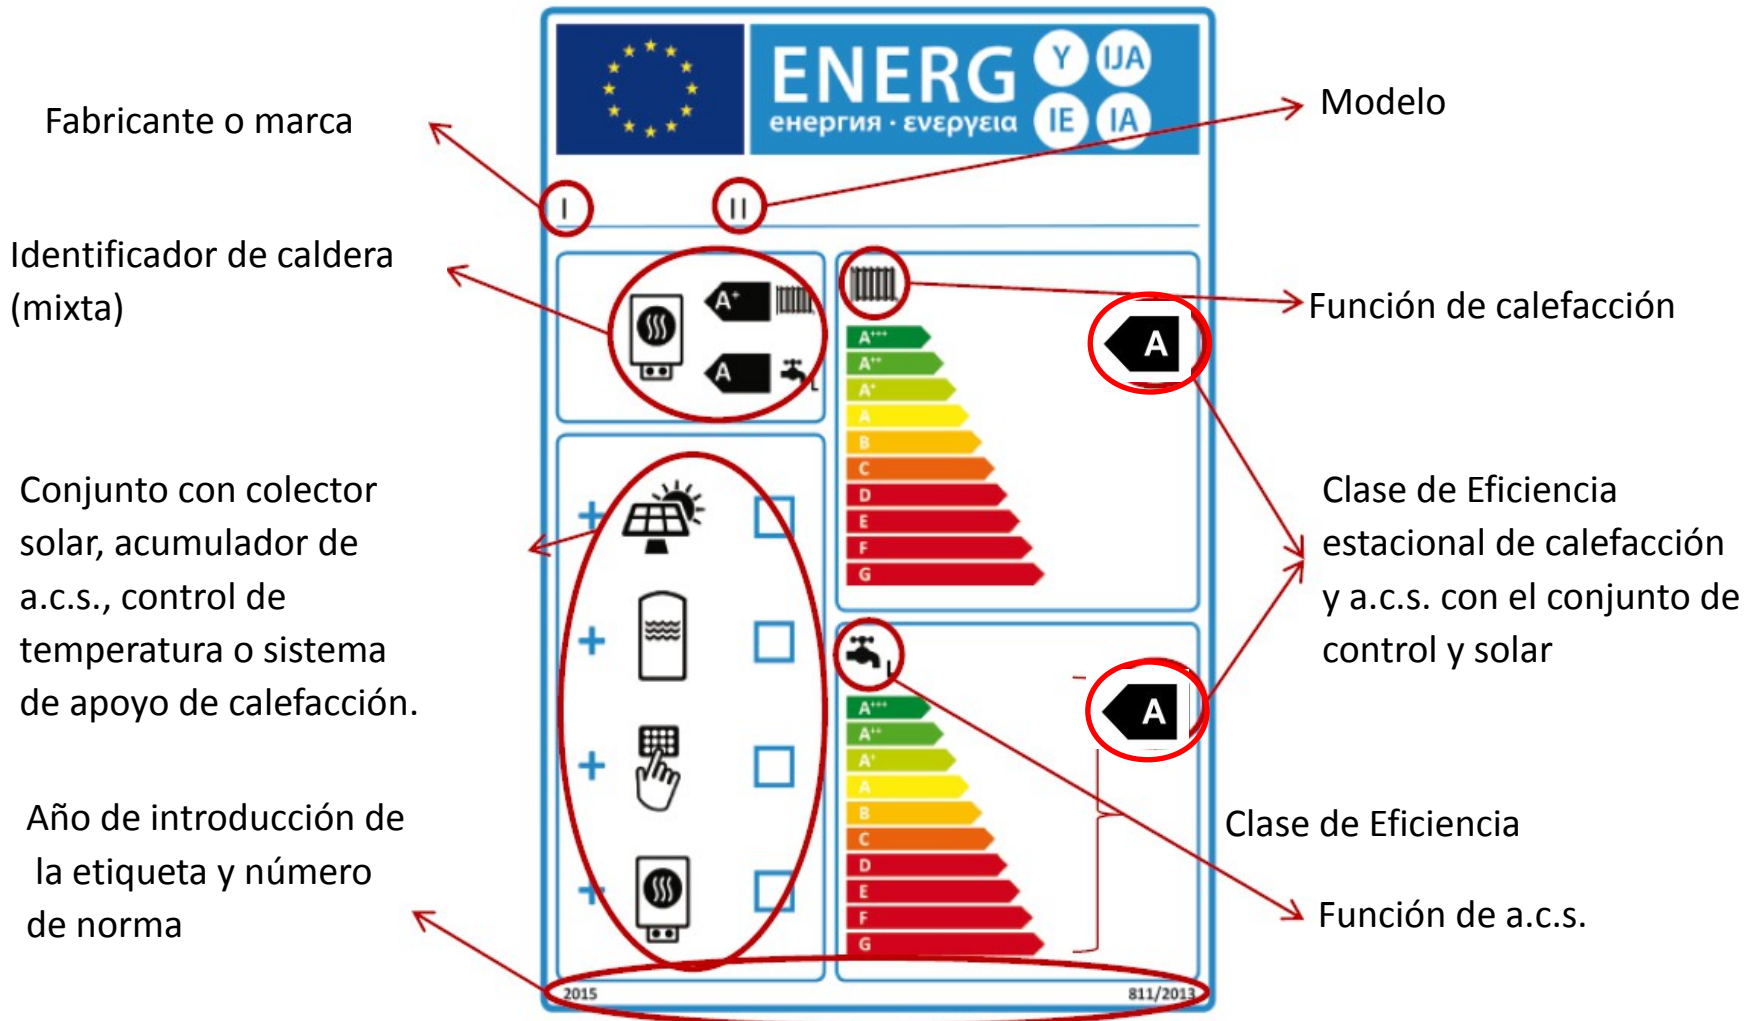 ENERG
енергия · ενεργεια
Y
IJA
IE
IA
Fabricante o marca
Modelo
I
II
Identificador de caldera
(mixta)
A+
A
Función de calefacción
A+++
A++
A+
A
B
C
D
E
F
G
A
Conjunto con colector
solar, acumulador de
a.c.s., control de
temperatura o sistema
de apoyo de calefacción.
+
+
+
+
Clase de Eficiencia
estacional de calefacción
y a.c.s. con el conjunto de
control y solar
A+++
A++
A+
A
B
C
D
E
F
G
A
Clase de Eficiencia
Función de a.c.s.
Año de introducción de
la etiqueta y número
de norma
2015
811/2013